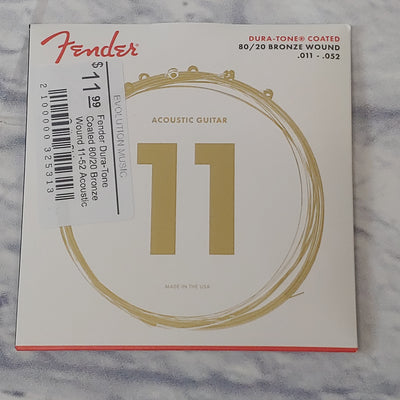 Fender
DURA-TONE® COATED
80/20 BRONZE WOUND
.011 - .052
ACOUSTIC GUITAR
11
MADE IN THE USA
EVOLUTION MUSIC
$11.99
Fender Dura-Tone
Coated 80/20 Bronze
Wound 11-52 Acoustic
2100000325313